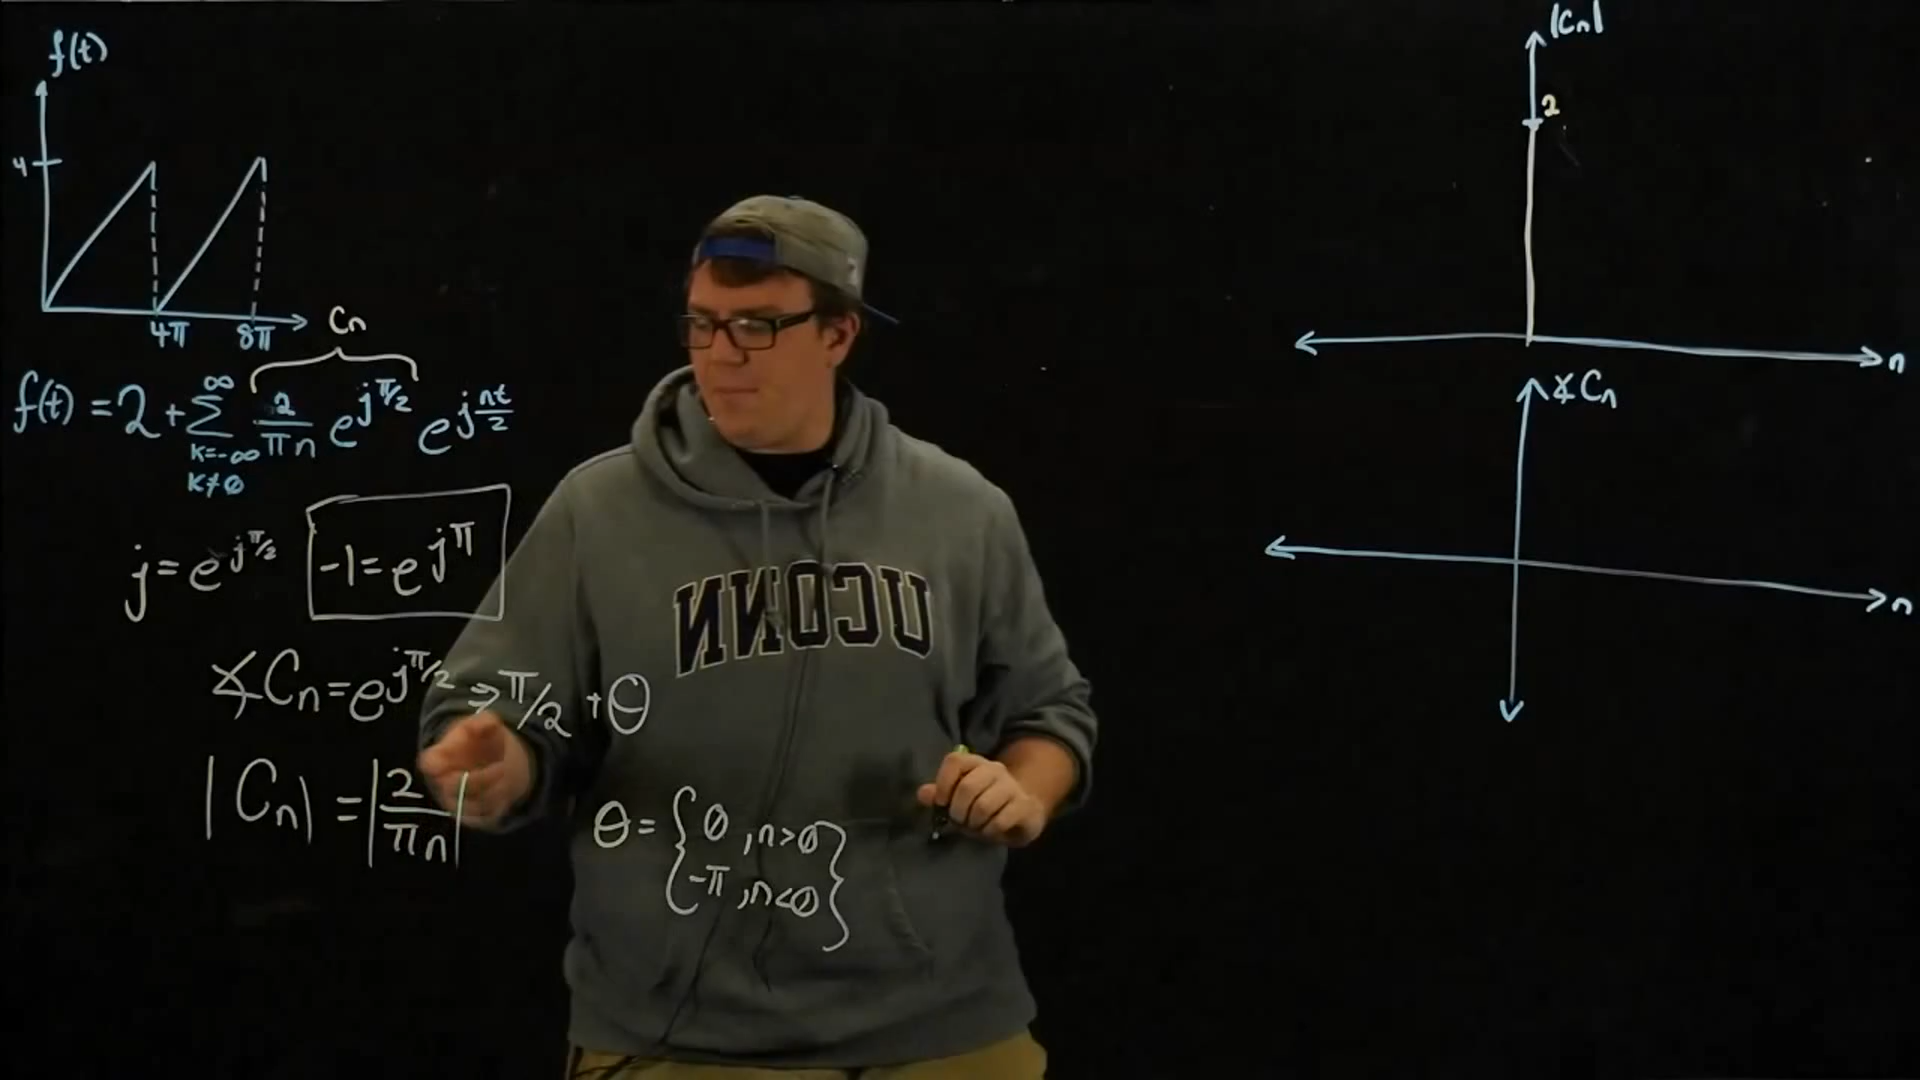 f(t)
4
4π 8π
Cn
f(t) = 2 + ∑ 2/πn e^jπ/2 e^j nt/2
∞
k=-∞
k≠0
j = e^jπ/2
-1 = e^jπ
∡Cn = e^jπ/2 ⇒ π/2 + θ
|Cn| = |2/πn|
θ = { 0, n>0
-π, n<0 }
UCONN
|Cn|
2
n
∡Cn
n